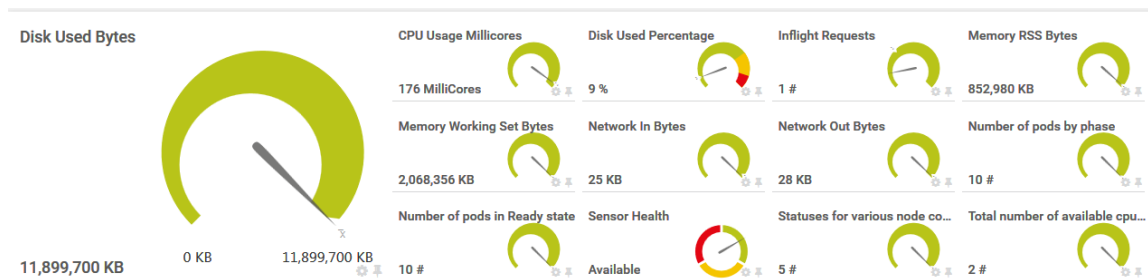 Disk Used Bytes
0 KB
11,899,700 KB
11,899,700 KB
CPU Usage Millicores
176 MilliCores
Disk Used Percentage
9 %
Inflight Requests
1 #
Memory RSS Bytes
852,980 KB
Memory Working Set Bytes
2,068,356 KB
Network In Bytes
25 KB
Network Out Bytes
28 KB
Number of pods by phase
10 #
Number of pods in Ready state
10 #
Sensor Health
Available
Statuses for various node co...
5 #
Total number of available cpu...
2 #